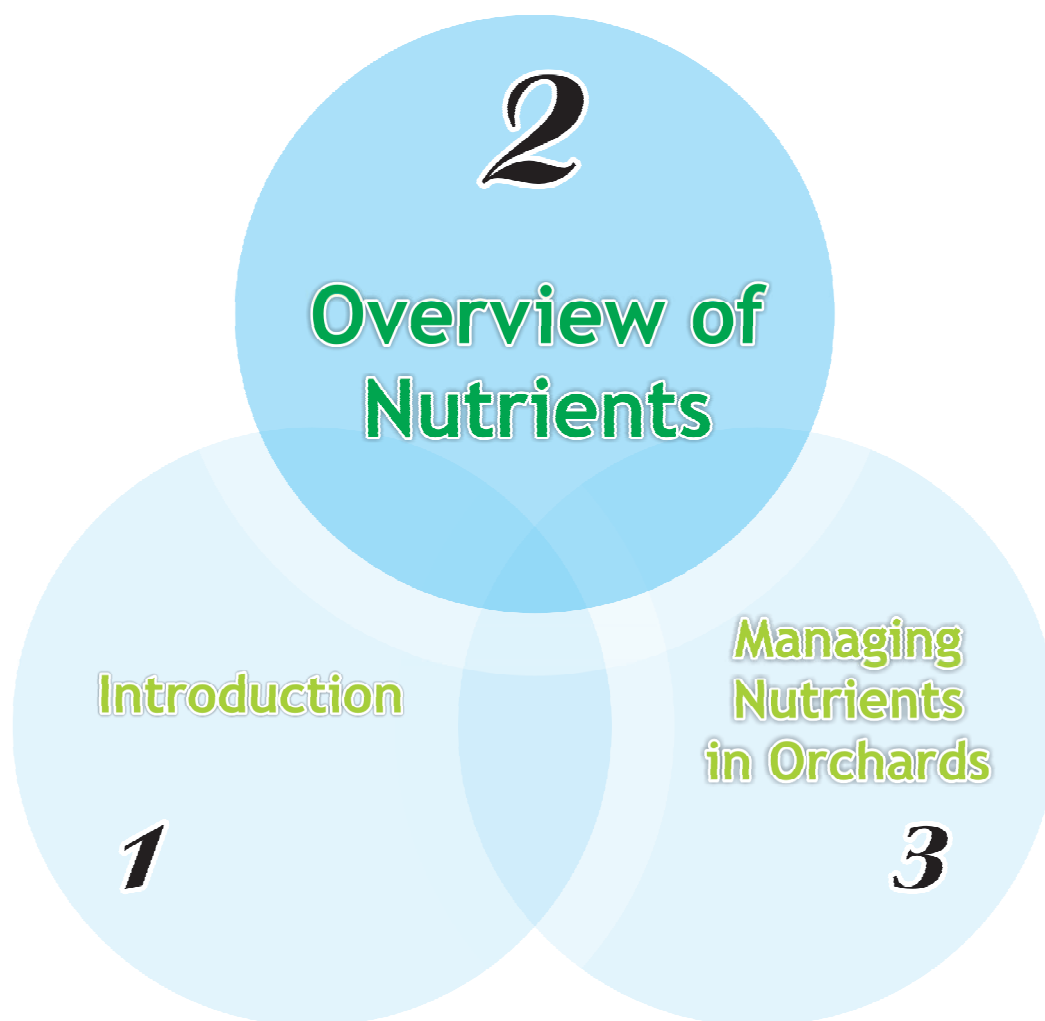 2
Overview of
Nutrients
Introduction
1
Managing
Nutrients
in Orchards
3